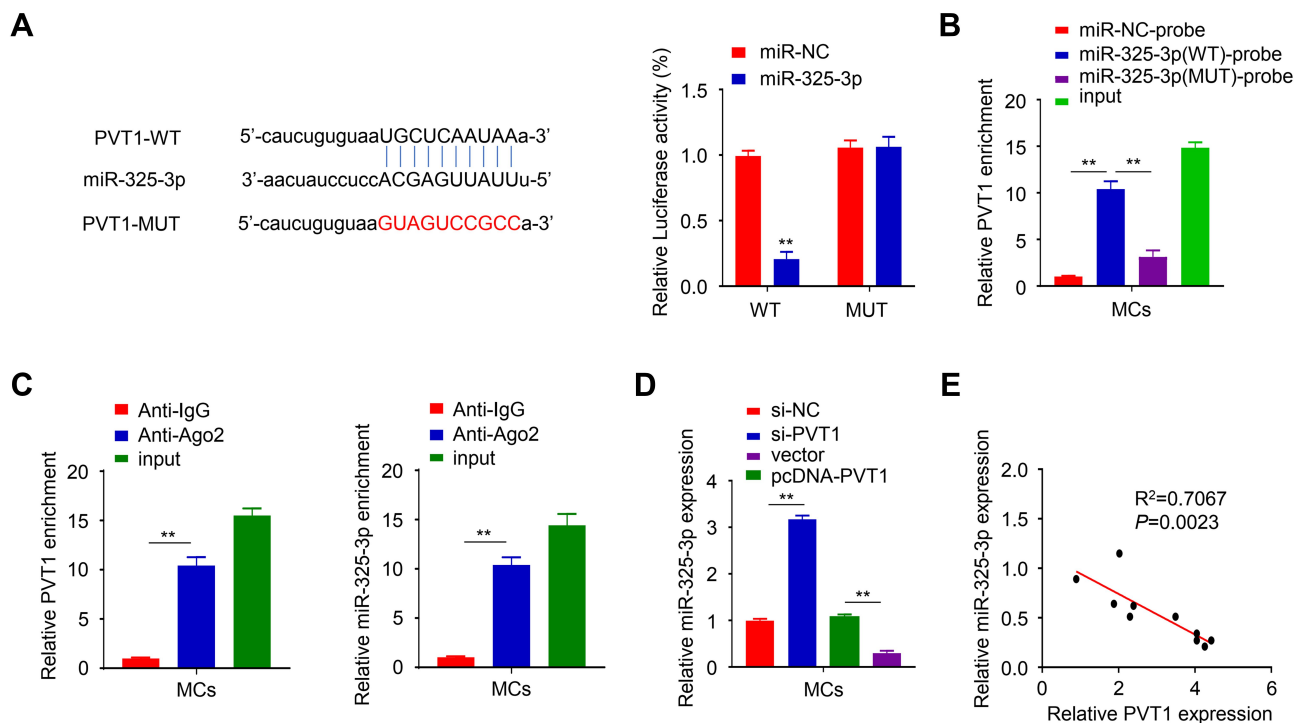 A
PVT1-WT 5’-caucuguguaaUGCUCAAUAAa-3’
miR-325-3p 3’-aacuauccuccACGAGUUAUUu-5’
PVT1-MUT 5’-caucuguguaaGUAGUCCGCCa-3’
miR-NC
miR-325-3p
Relative Luciferase activity (%)
1.5
1.0
0.5
0.0
**
WT MUT
B
miR-NC-probe
miR-325-3p(WT)-probe
miR-325-3p(MUT)-probe
input
Relative PVT1 enrichment
20
15
10
5
0
** **
MCs
C
Anti-IgG
Anti-Ago2
input
Relative PVT1 enrichment
20
15
10
5
0
**
MCs
Anti-IgG
Anti-Ago2
input
Relative miR-325-3p enrichment
20
15
10
5
0
**
MCs
D
si-NC
si-PVT1
vector
pcDNA-PVT1
Relative miR-325-3p expression
4
3
2
1
0
**
**
MCs
E
Relative miR-325-3p expression
2.0
1.5
1.0
0.5
0.0
R²=0.7067
P=0.0023
0 2 4 6
Relative PVT1 expression